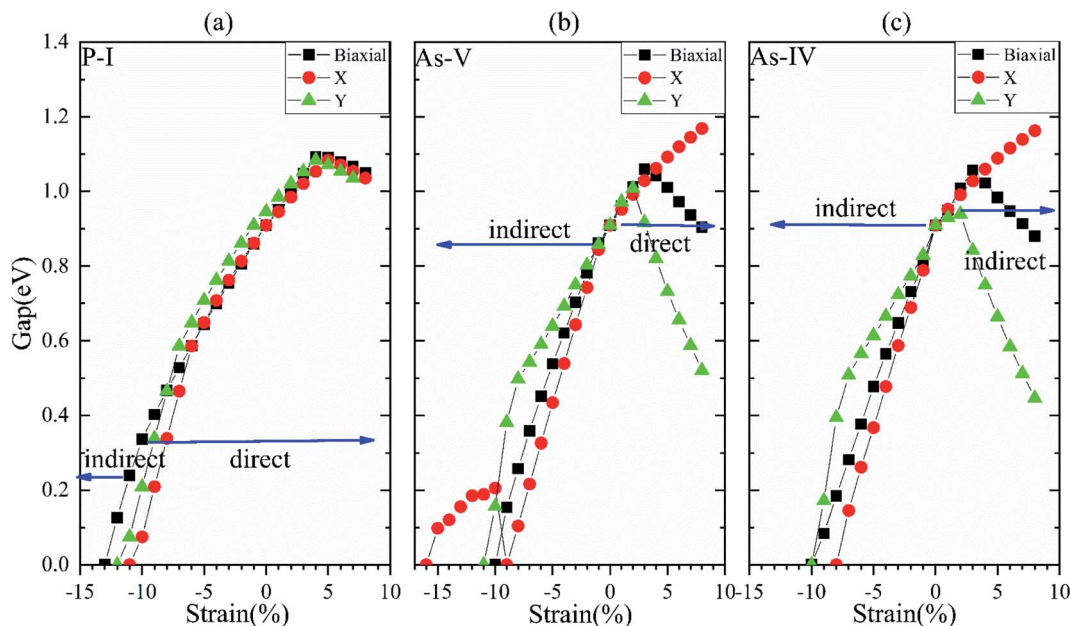 (a)
(b)
(c)
P-I
Biaxial
X
Y
As-V
Biaxial
X
Y
As-IV
Biaxial
X
Y
1.4
1.2
1.0
0.8
0.6
0.4
0.2
0.0
Gap(eV)
indirect
direct
indirect
direct
indirect
indirect
-15 -10 -5 0 5 10
-15 -10 -5 0 5 10
-15 -10 -5 0 5 10
Strain(%)
Strain(%)
Strain(%)